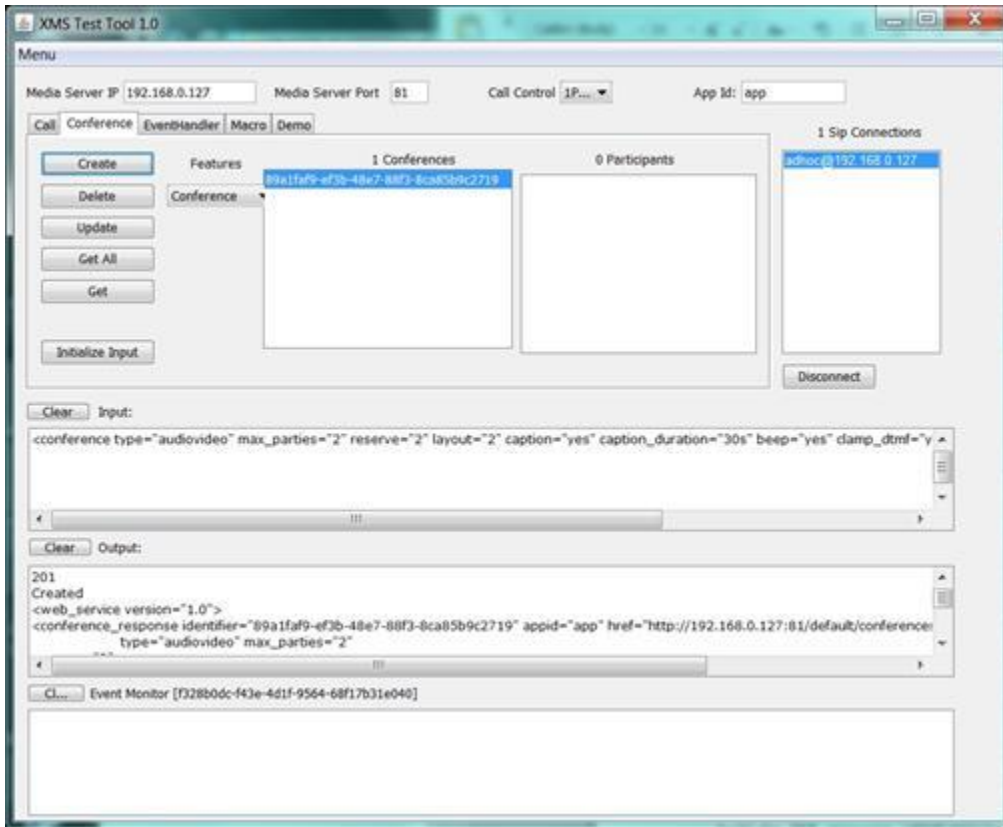 XMS Test Tool 1.0
Menu
Media Server IP 192.168.0.127 Media Server Port 81 Call Control 1P... App Id: app
Call Conference EventHandler Macro Demo
1 Sip Connections
Create Features 1 Conferences 0 Participants adhoc@192.168.0.127
89a1faf9-ef3b-48e7-88f3-8ca85b9c2719
Delete Conference
Update
Get All
Get
Initialize Input
Disconnect
Clear Input:
<conference type="audiovideo" max_parties="2" reserve="2" layout="2" caption="yes" caption_duration="30s" beep="yes" clamp_dtmf="y
Clear Output:
201
Created
<web_service version="1.0">
<conference_response identifier="89a1faf9-ef3b-48e7-88f3-8ca85b9c2719" appid="app" href="http://192.168.0.127:81/default/conferences
type="audiovideo" max_parties="2"
Cl... Event Monitor [f328b0dc-f43e-4d1f-9564-68f17b31e040]